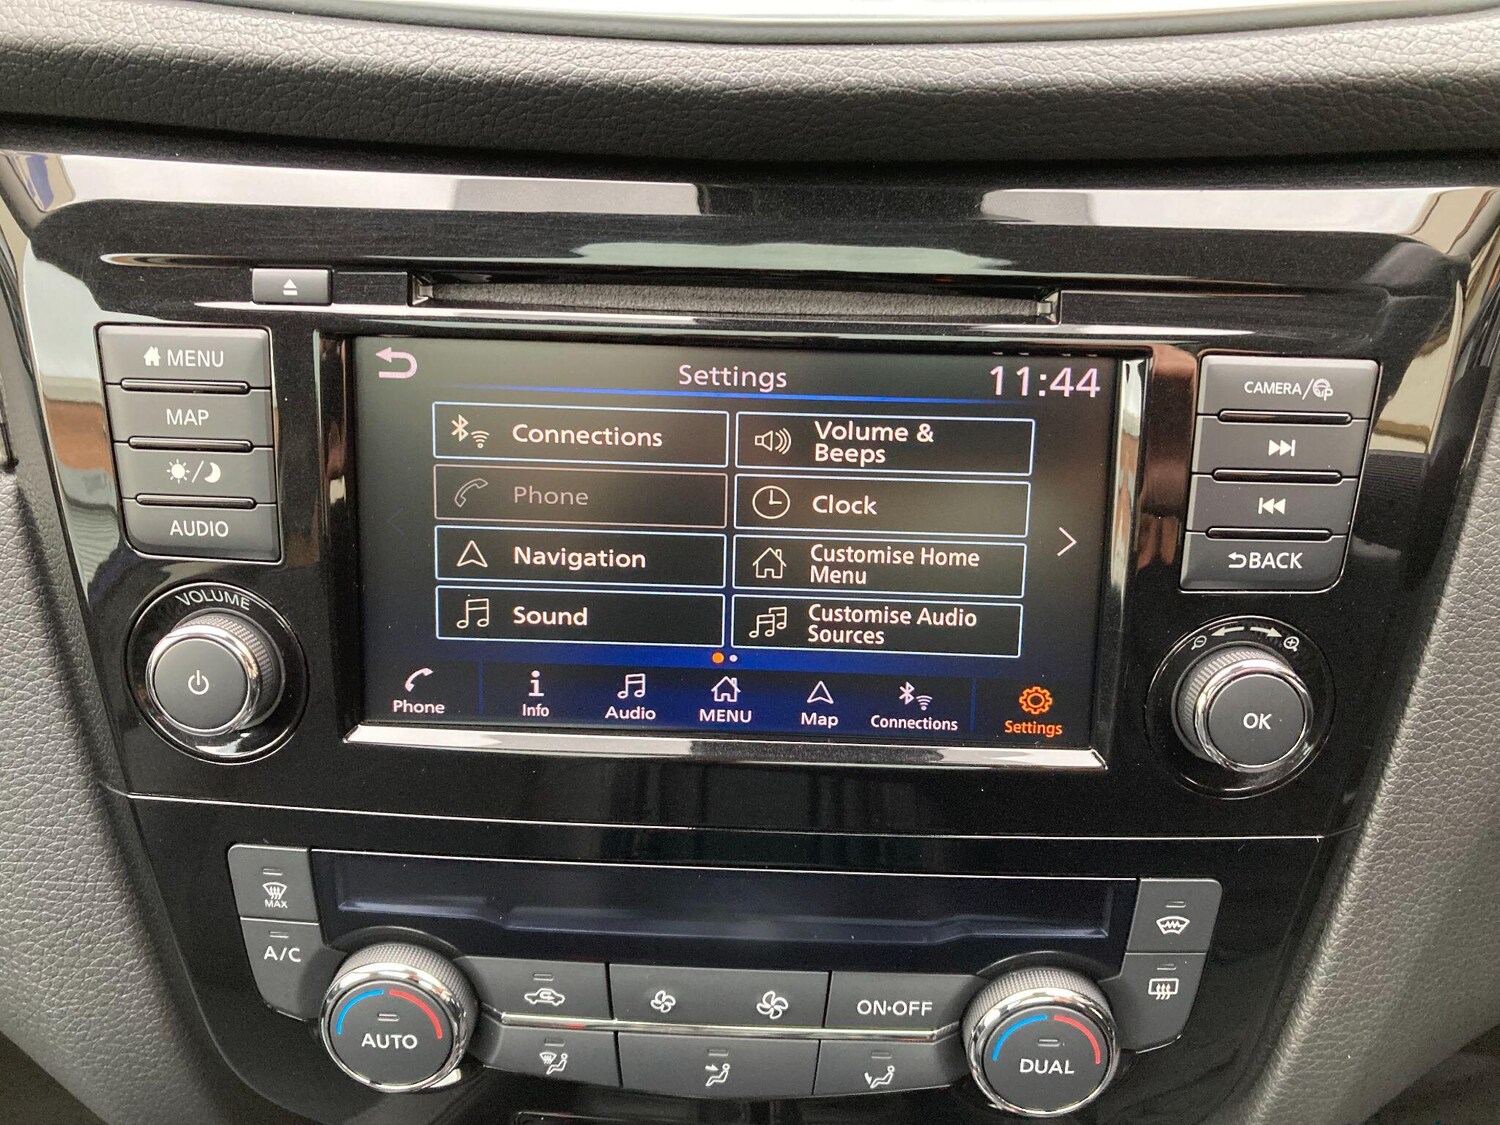 MENU
MAP
AUDIO
VOLUME
Settings
11:44
Connections
Volume &
Beeps
Phone
Clock
Navigation
Customise Home
Menu
Sound
Customise Audio
Sources
Phone
Info
Audio
MENU
Map
Connections
Settings
CAMERA/
BACK
OK
MAX
A/C
AUTO
ON·OFF
DUAL